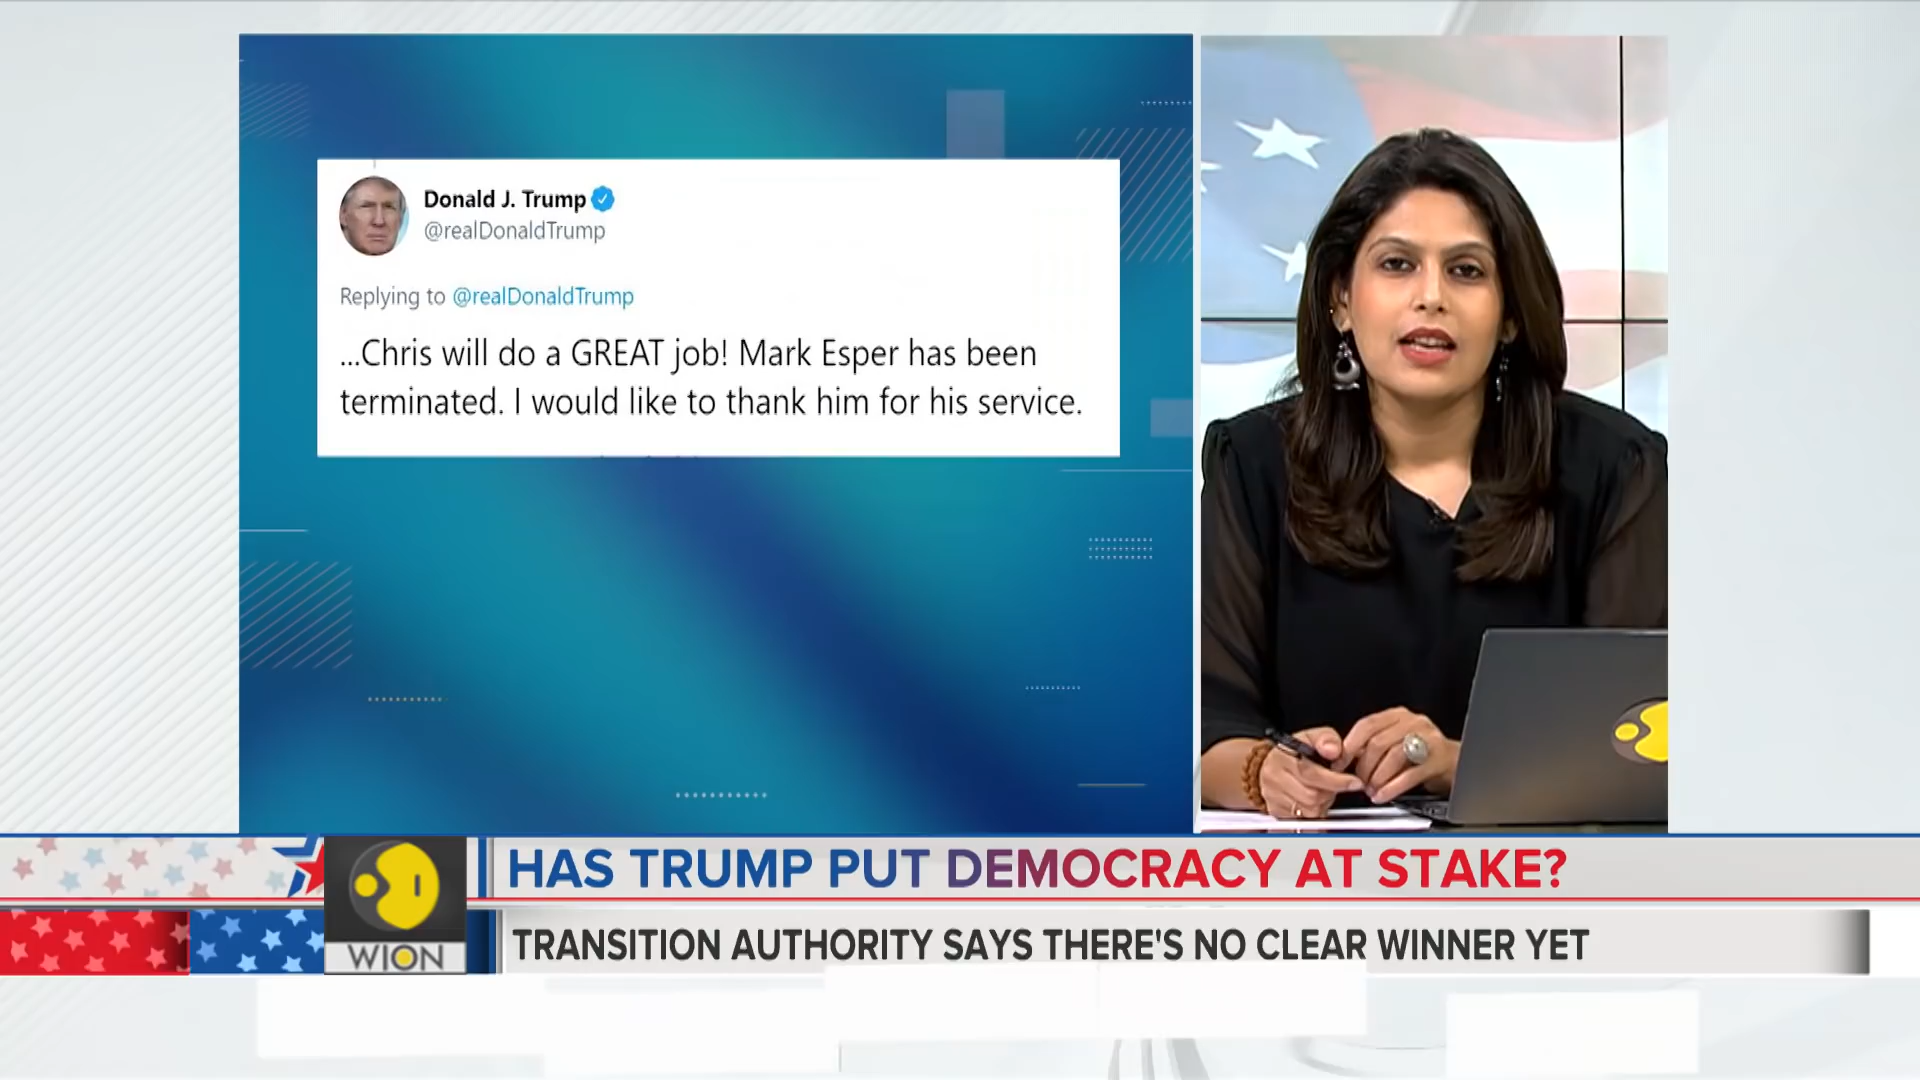 Donald J. Trump
@realDonaldTrump
Replying to @realDonaldTrump
...Chris will do a GREAT job! Mark Esper has been
terminated. I would like to thank him for his service.
HAS TRUMP PUT DEMOCRACY AT STAKE?
WION
TRANSITION AUTHORITY SAYS THERE'S NO CLEAR WINNER YET